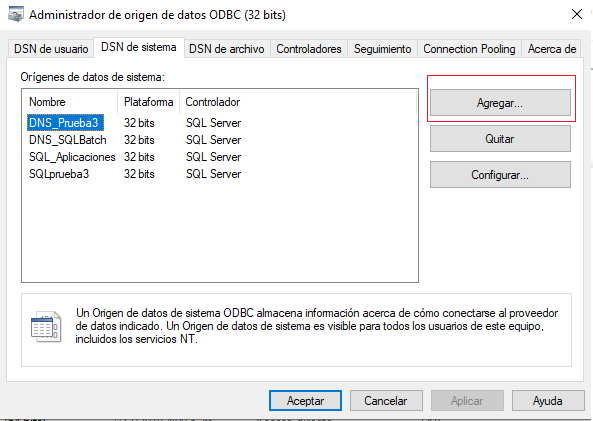 Administrador de origen de datos ODBC (32 bits)
DSN de usuario DSN de sistema DSN de archivo Controladores Seguimiento Connection Pooling Acerca de
Orígenes de datos de sistema:
Nombre Plataforma Controlador
DNS_Prueba3 32 bits SQL Server
DNS_SQLBatch 32 bits SQL Server
SQL_Aplicaciones 32 bits SQL Server
SQLprueba3 32 bits SQL Server
Agregar...
Quitar
Configurar...
Un Origen de datos de sistema ODBC almacena información acerca de cómo conectarse al proveedor
de datos indicado. Un Origen de datos de sistema es visible para todos los usuarios de este equipo,
incluidos los servicios NT.
Aceptar Cancelar Aplicar Ayuda